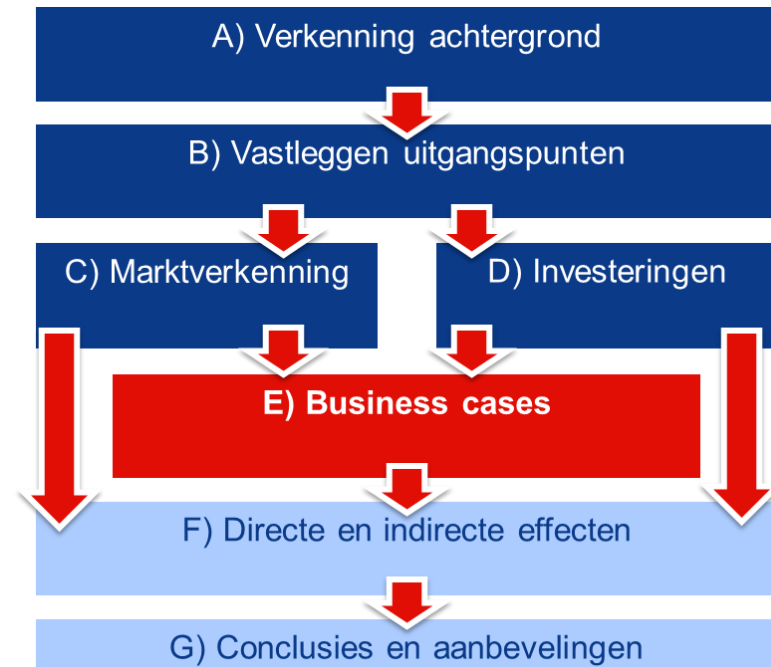 A) Verkenning achtergrond
B) Vastleggen uitgangspunten
C) Marktverkenning
D) Investeringen
E) Business cases
F) Directe en indirecte effecten
G) Conclusies en aanbevelingen